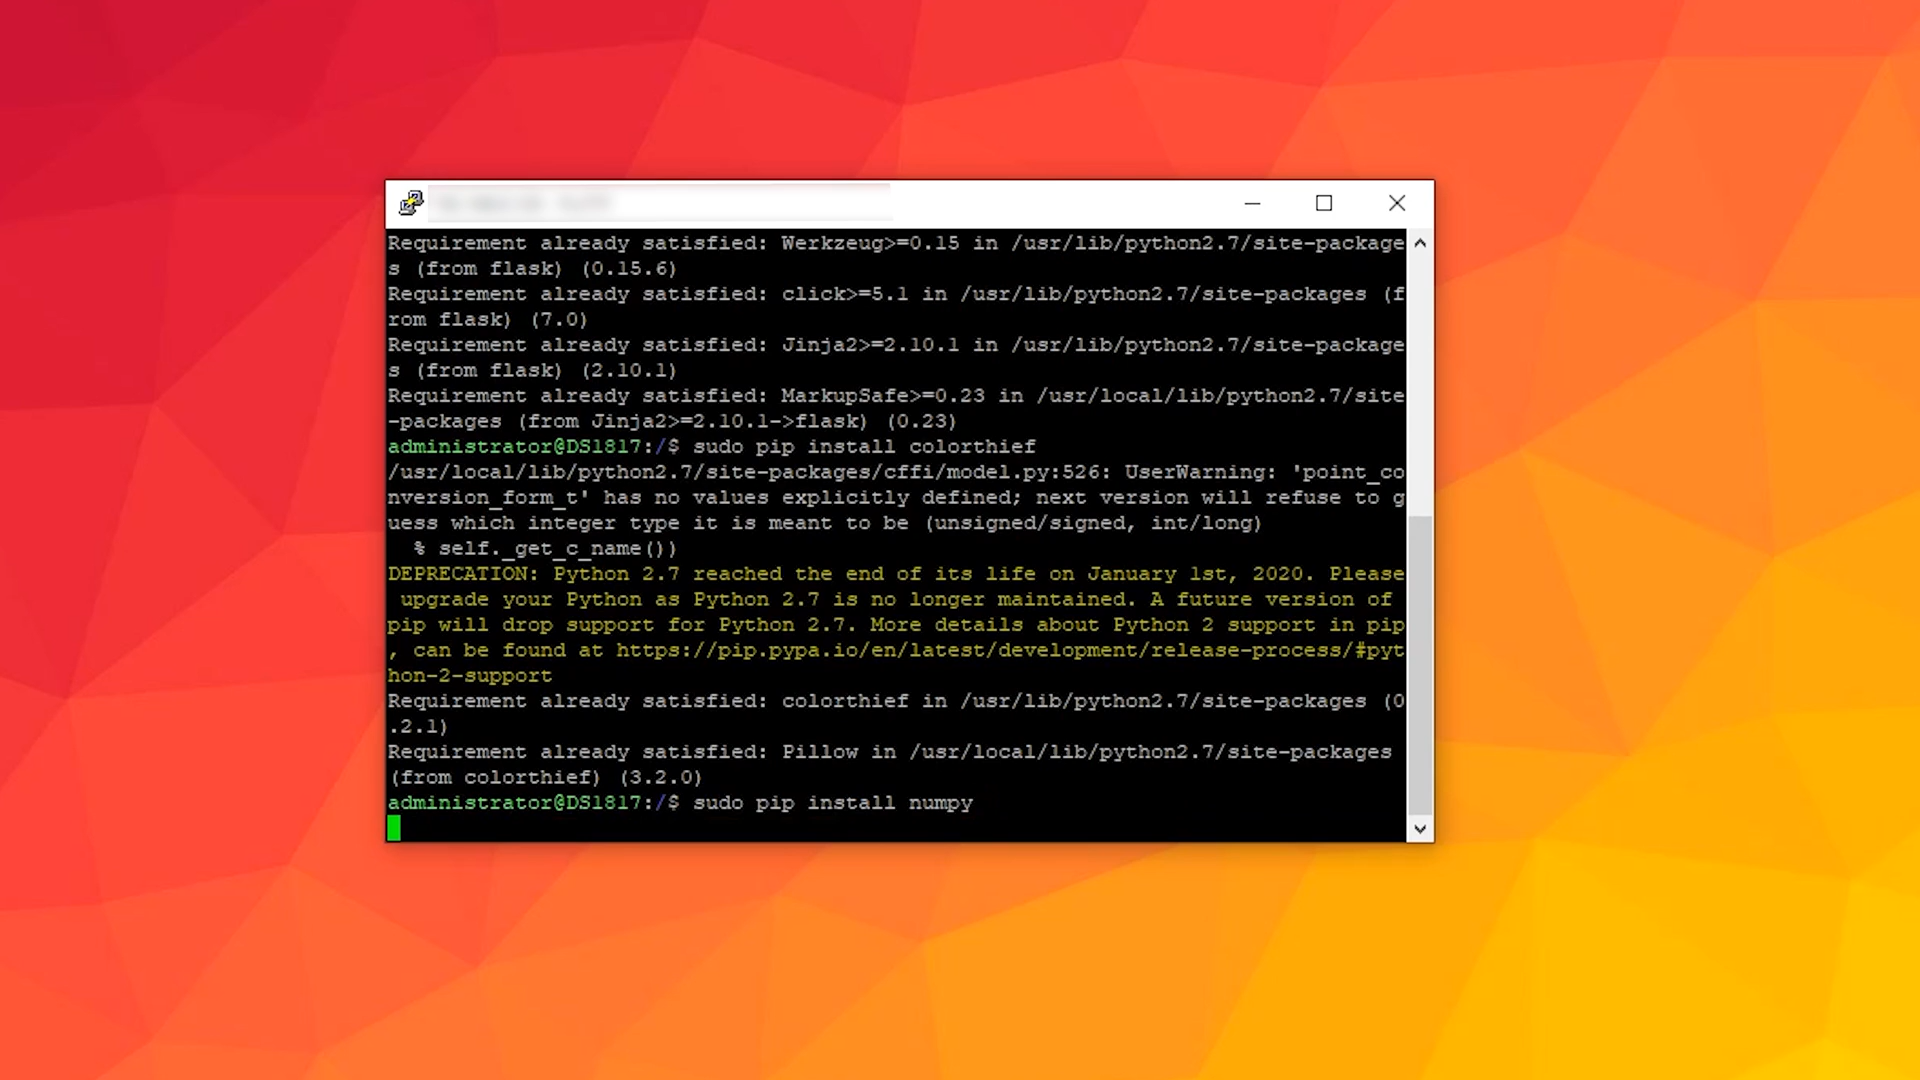 Requirement already satisfied: Werkzeug>=0.15 in /usr/lib/python2.7/site-package
s (from flask) (0.15.6)
Requirement already satisfied: click>=5.1 in /usr/lib/python2.7/site-packages (f
rom flask) (7.0)
Requirement already satisfied: Jinja2>=2.10.1 in /usr/lib/python2.7/site-package
s (from flask) (2.10.1)
Requirement already satisfied: MarkupSafe>=0.23 in /usr/local/lib/python2.7/site
-packages (from Jinja2>=2.10.1->flask) (0.23)
administrator@DS1817:/$ sudo pip install colorthief
/usr/local/lib/python2.7/site-packages/cffi/model.py:526: UserWarning: 'point_co
nversion_form_t' has no values explicitly defined; next version will refuse to g
uess which integer type it is meant to be (unsigned/signed, int/long)
  % self._get_c_name())
DEPRECATION: Python 2.7 reached the end of its life on January 1st, 2020. Please
 upgrade your Python as Python 2.7 is no longer maintained. A future version of
pip will drop support for Python 2.7. More details about Python 2 support in pip
, can be found at https://pip.pypa.io/en/latest/development/release-process/#pyt
hon-2-support
Requirement already satisfied: colorthief in /usr/lib/python2.7/site-packages (0
.2.1)
Requirement already satisfied: Pillow in /usr/local/lib/python2.7/site-packages
(from colorthief) (3.2.0)
administrator@DS1817:/$ sudo pip install numpy